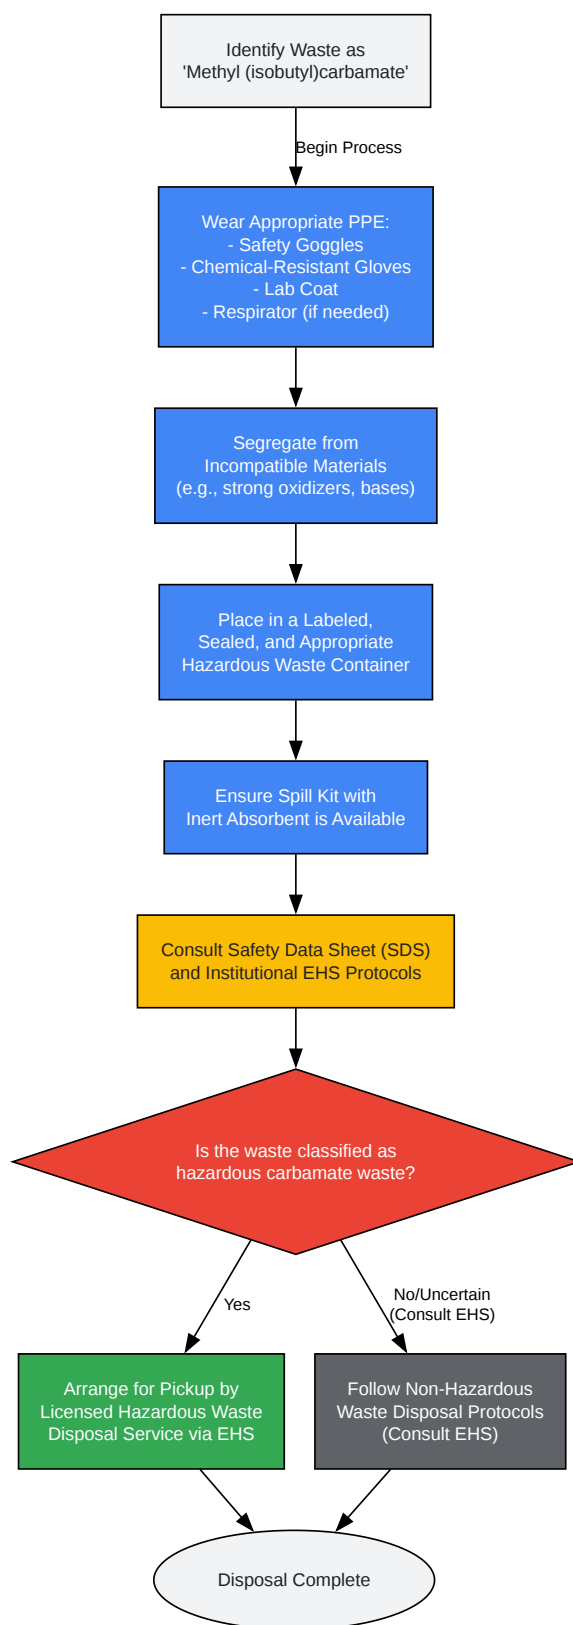 Identify Waste as
'Methyl (isobutyl)carbamate'
Begin Process
Wear Appropriate PPE:
- Safety Goggles
- Chemical-Resistant Gloves
- Lab Coat
- Respirator (if needed)
Segregate from
Incompatible Materials
(e.g., strong oxidizers, bases)
Place in a Labeled,
Sealed, and Appropriate
Hazardous Waste Container
Ensure Spill Kit with
Inert Absorbent is Available
Consult Safety Data Sheet (SDS)
and Institutional EHS Protocols
Is the waste classified as
hazardous carbamate waste?
Yes
No/Uncertain
(Consult EHS)
Arrange for Pickup by
Licensed Hazardous Waste
Disposal Service via EHS
Follow Non-Hazardous
Waste Disposal Protocols
(Consult EHS)
Disposal Complete